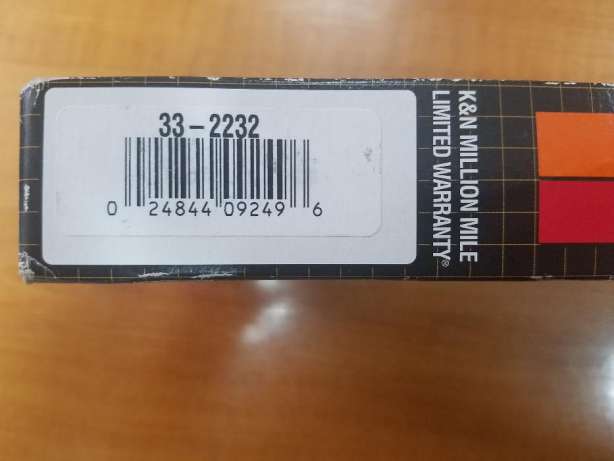 33-2232
0 24844 09249 6
K&N MILLION MILE
LIMITED WARRANTY®